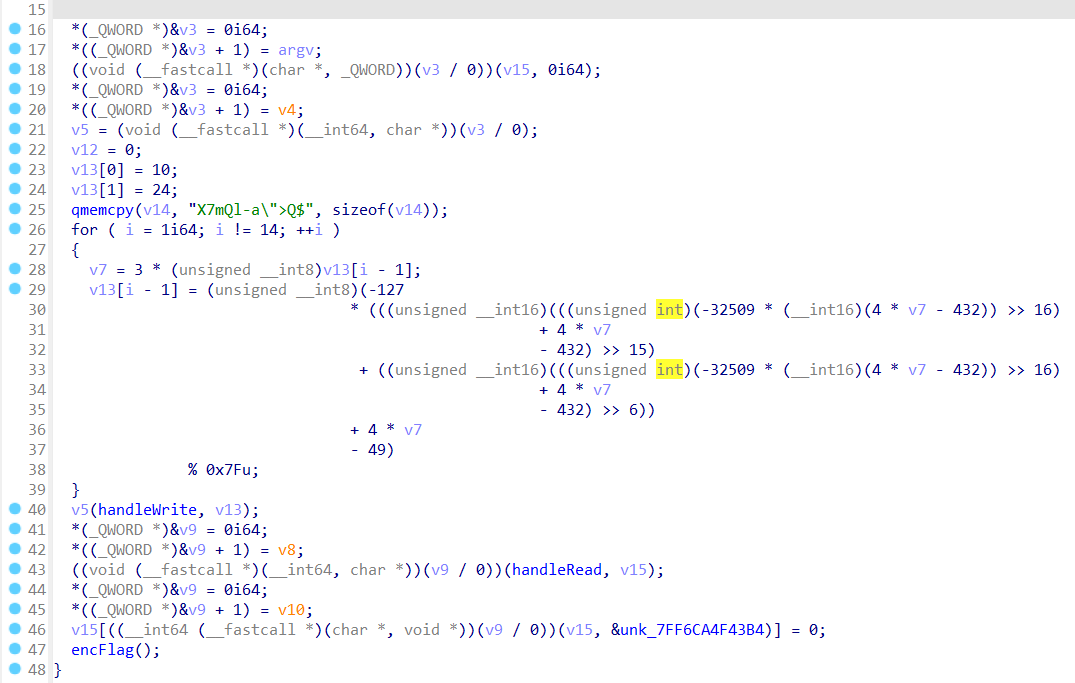 15
16 *(_QWORD *)&v3 = 0i64;
17 *((_QWORD *)&v3 + 1) = argv;
18 ((void (__fastcall *)(char *, _QWORD))(v3 / 0))(v15, 0i64);
19 *(_QWORD *)&v3 = 0i64;
20 *((_QWORD *)&v3 + 1) = v4;
21 v5 = (void (__fastcall *)(__int64, char *))(v3 / 0);
22 v12 = 0;
23 v13[0] = 10;
24 v13[1] = 24;
25 qmemcpy(v14, "X7mQl-a\">Q$", sizeof(v14));
26 for ( i = 1i64; i != 14; ++i )
27 {
28 v7 = 3 * (unsigned __int8)v13[i - 1];
29 v13[i - 1] = (unsigned __int8)(-127
30 * (((unsigned __int16)(((unsigned int)(-32509 * (__int16)(4 * v7 - 432)) >> 16)
31 + 4 * v7
32 - 432) >> 15)
33 + ((unsigned __int16)(((unsigned int)(-32509 * (__int16)(4 * v7 - 432)) >> 16)
34 + 4 * v7
35 - 432) >> 6))
36 + 4 * v7
37 - 49)
38 % 0x7Fu;
39 }
40 v5(handleWrite, v13);
41 *(_QWORD *)&v9 = 0i64;
42 *((_QWORD *)&v9 + 1) = v8;
43 ((void (__fastcall *)(__int64, char *))(v9 / 0))(handleRead, v15);
44 *(_QWORD *)&v9 = 0i64;
45 *((_QWORD *)&v9 + 1) = v10;
46 v15[((__int64 (__fastcall *)(char *, void *))(v9 / 0))(v15, &unk_7FF6CA4F43B4)] = 0;
47 encFlag();
48 }